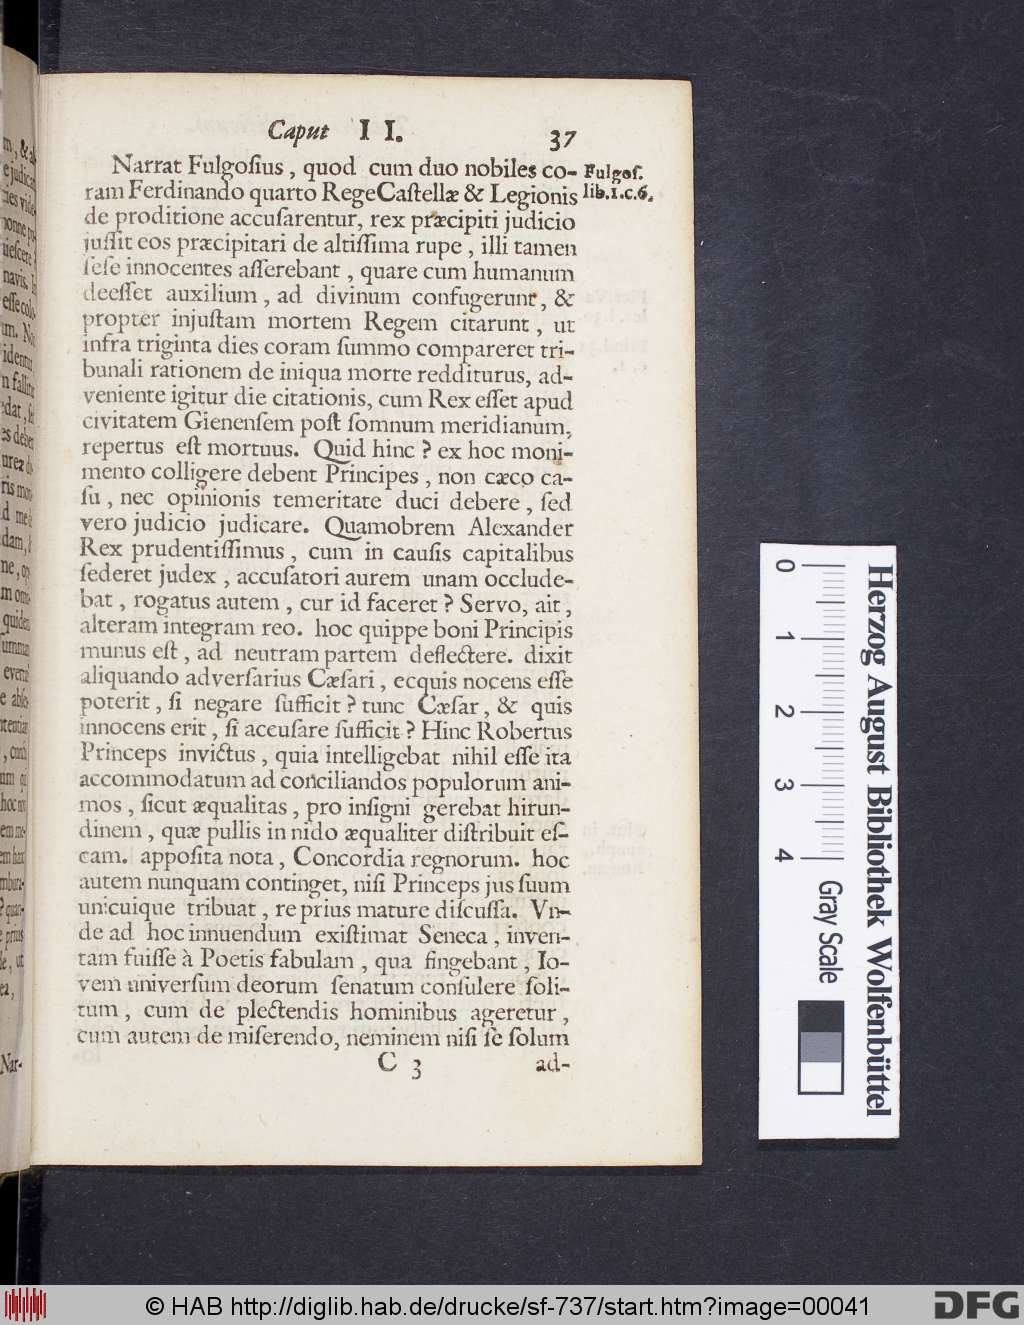 Caput II. 37
Narrat Fulgoſius, quod cum duo nobiles co-
ram Ferdinando quarto Rege Caſtellæ & Legionis
de proditione accuſarentur, rex præcipiti judicio
juſſit eos præcipitari de altiſſima rupe, illi tamen
ſeſe innocentes aſſerebant, quare cum humanum
deeſſet auxilium, ad divinum confugerunt, &
propter injuſtam mortem Regem citarunt, ut
infra triginta dies coram ſummo compareret tri-
bunali rationem de iniqua morte redditurus, ad-
veniente igitur die citationis, cum Rex eſſet apud
civitatem Gienenſem poſt ſomnum meridianum,
repertus eſt mortuus. Quid hinc? ex hoc moni-
mento colligere debent Principes, non cæco ca-
ſu, nec opinionis temeritate duci debere, ſed
vero judicio judicare. Quamobrem Alexander
Rex prudentiſſimus, cum in cauſis capitalibus
ſederet judex, accuſatori aurem unam occlude-
bat, rogatus autem, cur id faceret? Servo, ait,
alteram integram reo. hoc quippe boni Principis
munus eſt, ad neutram partem deflectere. dixit
aliquando adverſarius Cæſari, ecquis nocens eſſe
poterit, ſi negare ſufficit? tunc Cæſar, & quis
innocens erit, ſi accuſare ſufficit? Hinc Robertus
Princeps invictus, quia intelligebat nihil eſſe ita
accommodatum ad conciliandos populorum ani-
mos, ſicut æqualitas, pro inſigni gerebat hirun-
dinem, quæ pullis in nido æqualiter diſtribuit eſ-
cam. appoſita nota, Concordia regnorum. hoc
autem nunquam continget, niſi Princeps jus ſuum
unicuique tribuat, re prius mature diſcuſſa. Vn-
de ad hoc innuendum exiſtimat Seneca, inven-
tam fuiſſe à Poetis fabulam, qua fingebant, Io-
vem univerſum deorum ſenatum conſulere ſoli-
tum, cum de plectendis hominibus ageretur,
cum autem de miſerendo, neminem niſi ſe ſolum
C 3 ad-
Fulgoſ.
lib.1.c.6.
Nar-
0 1 2 3 4
Gray Scale
Herzog August Bibliothek Wolfenbüttel
© HAB http://diglib.hab.de/drucke/sf-737/start.htm?image=00041
DFG